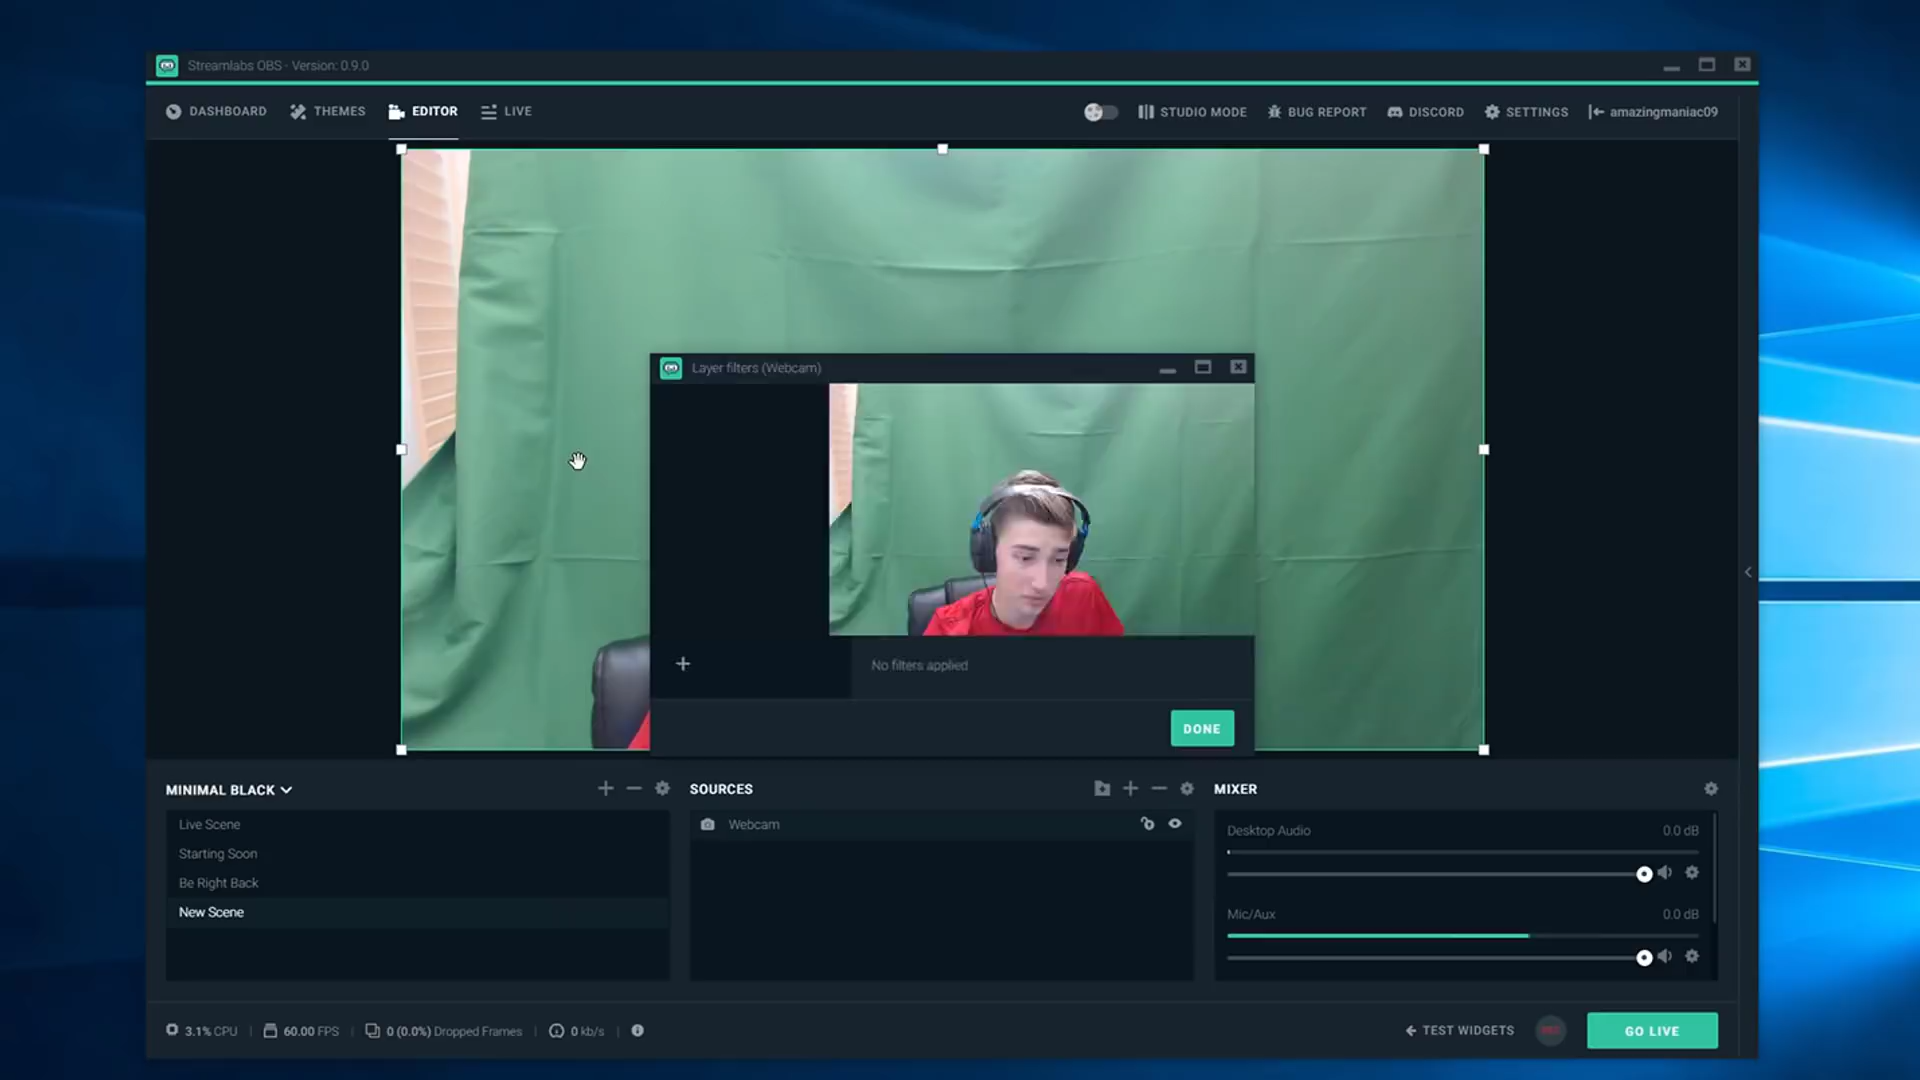 Streamlabs OBS - Version: 0.9.0
DASHBOARD THEMES EDITOR LIVE STUDIO MODE BUG REPORT DISCORD SETTINGS amazingmaniac09
Layer filters (Webcam)
No filters applied
DONE
MINIMAL BLACK
Live Scene
Starting Soon
Be Right Back
New Scene
SOURCES
Webcam
MIXER
Desktop Audio 0.0 dB
Mic/Aux 0.0 dB
3.1% CPU 60.00 FPS 0 (0.0%) Dropped Frames 0 kb/s TEST WIDGETS REC GO LIVE